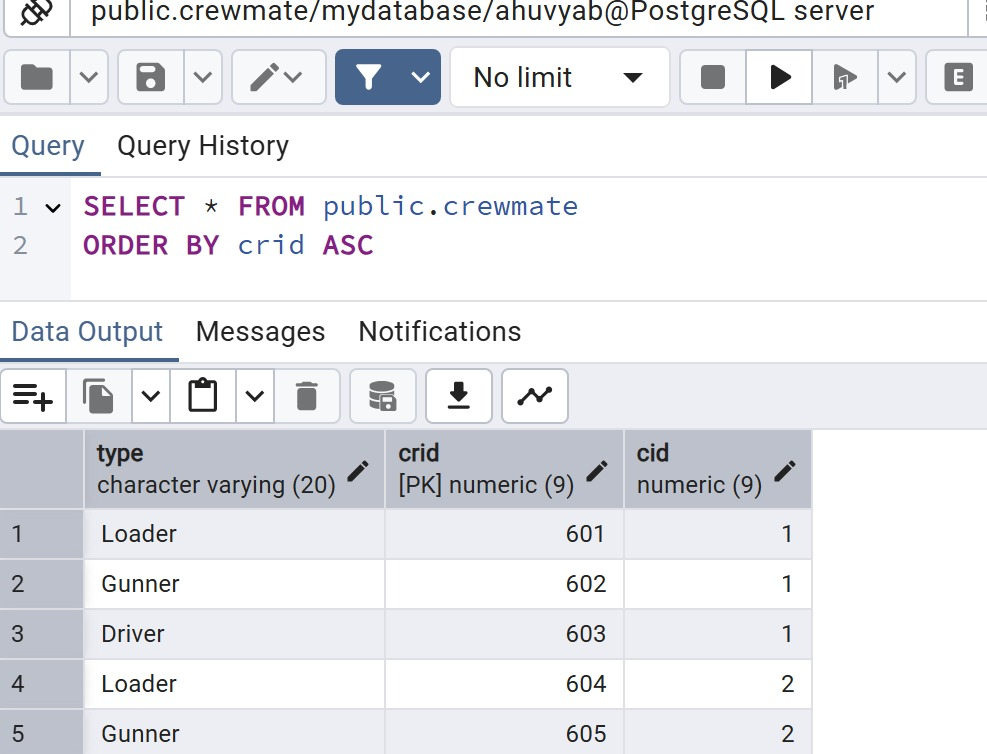 public.crewmate/mydatabase/ahuvyab@PostgreSQL server
No limit
E
Query Query History
1 SELECT * FROM public.crewmate
2 ORDER BY crid ASC
Data Output Messages Notifications
type crid cid
character varying (20) [PK] numeric (9) numeric (9)
1 Loader 601 1
2 Gunner 602 1
3 Driver 603 1
4 Loader 604 2
5 Gunner 605 2